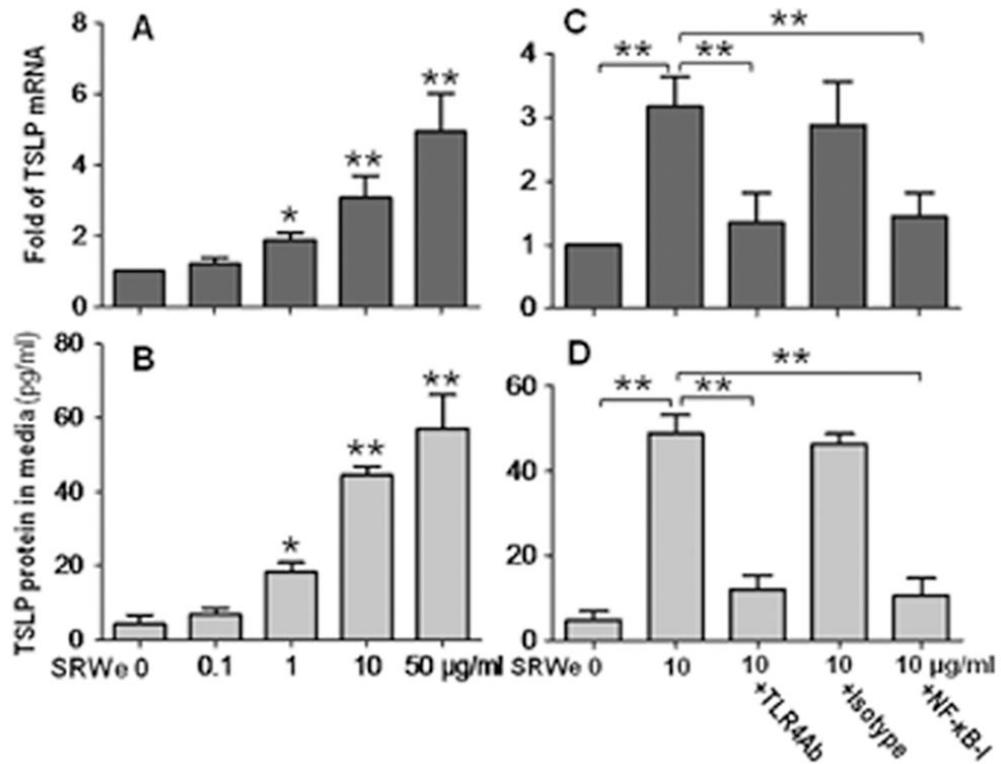 A
8
6
4
2
0
Fold of TSLP mRNA
*
**
**
C
4
3
2
1
0
**
**
**
B
80
60
40
20
0
TSLP protein in media (pg/ml)
*
**
**
SRWe 0 0.1 1 10 50 µg/ml
D
60
40
20
0
**
**
**
SRWe 0 10 10 10 10 µg/ml
+TLR4Ab
+Isotype
+NF-κB-I